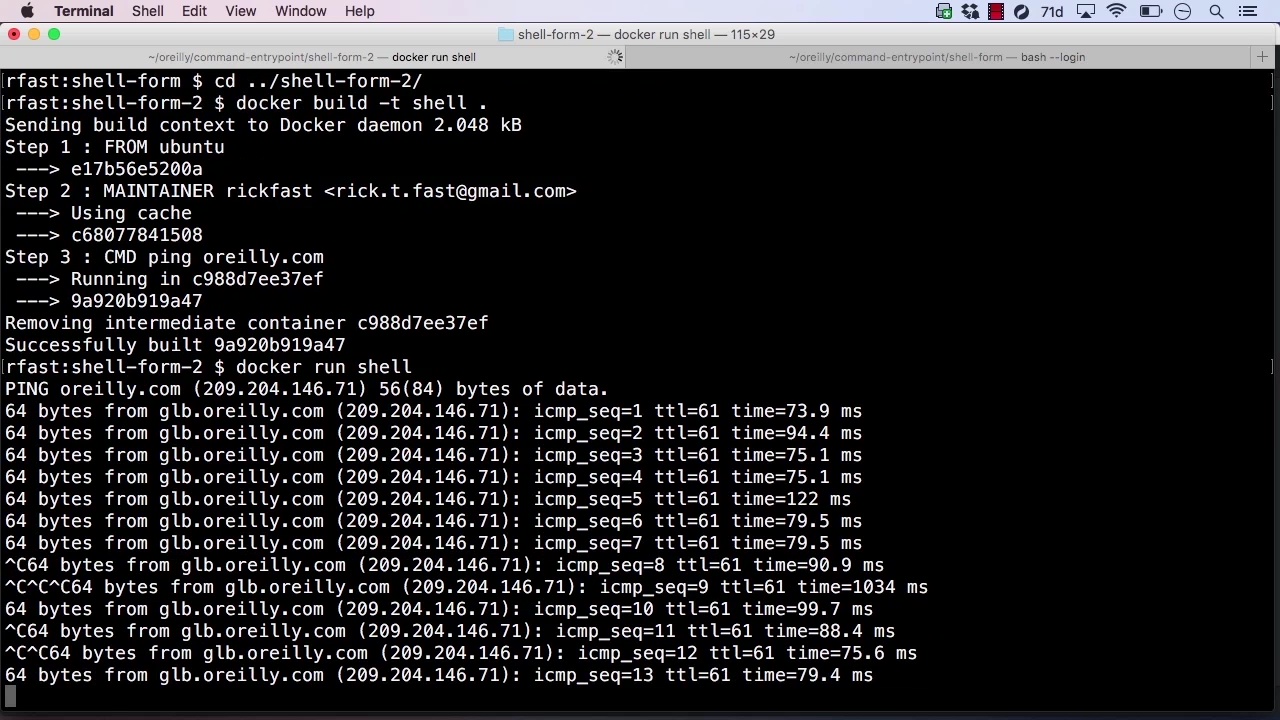 Terminal Shell Edit View Window Help 71d
shell-form-2 — docker run shell — 115×29
~/oreilly/command-entrypoint/shell-form-2 — docker run shell ~/oreilly/command-entrypoint/shell-form — bash --login
[rfast:shell-form $ cd ../shell-form-2/ ]
[rfast:shell-form-2 $ docker build -t shell . ]
Sending build context to Docker daemon 2.048 kB
Step 1 : FROM ubuntu
 ---> e17b56e5200a
Step 2 : MAINTAINER rickfast <rick.t.fast@gmail.com>
 ---> Using cache
 ---> c68077841508
Step 3 : CMD ping oreilly.com
 ---> Running in c988d7ee37ef
 ---> 9a920b919a47
Removing intermediate container c988d7ee37ef
Successfully built 9a920b919a47
[rfast:shell-form-2 $ docker run shell ]
PING oreilly.com (209.204.146.71) 56(84) bytes of data.
64 bytes from glb.oreilly.com (209.204.146.71): icmp_seq=1 ttl=61 time=73.9 ms
64 bytes from glb.oreilly.com (209.204.146.71): icmp_seq=2 ttl=61 time=94.4 ms
64 bytes from glb.oreilly.com (209.204.146.71): icmp_seq=3 ttl=61 time=75.1 ms
64 bytes from glb.oreilly.com (209.204.146.71): icmp_seq=4 ttl=61 time=75.1 ms
64 bytes from glb.oreilly.com (209.204.146.71): icmp_seq=5 ttl=61 time=122 ms
64 bytes from glb.oreilly.com (209.204.146.71): icmp_seq=6 ttl=61 time=79.5 ms
64 bytes from glb.oreilly.com (209.204.146.71): icmp_seq=7 ttl=61 time=79.5 ms
^C64 bytes from glb.oreilly.com (209.204.146.71): icmp_seq=8 ttl=61 time=90.9 ms
^C^C^C64 bytes from glb.oreilly.com (209.204.146.71): icmp_seq=9 ttl=61 time=1034 ms
64 bytes from glb.oreilly.com (209.204.146.71): icmp_seq=10 ttl=61 time=99.7 ms
^C64 bytes from glb.oreilly.com (209.204.146.71): icmp_seq=11 ttl=61 time=88.4 ms
^C^C64 bytes from glb.oreilly.com (209.204.146.71): icmp_seq=12 ttl=61 time=75.6 ms
64 bytes from glb.oreilly.com (209.204.146.71): icmp_seq=13 ttl=61 time=79.4 ms